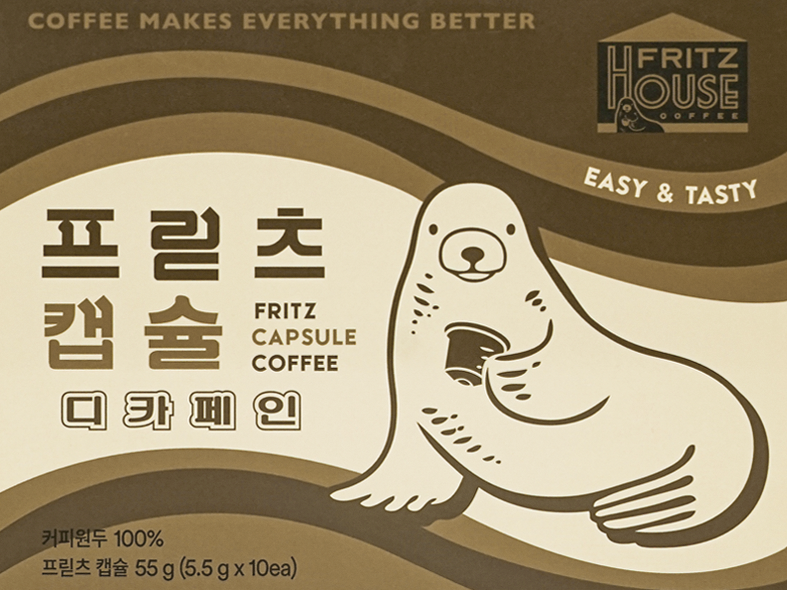 COFFEE MAKES EVERYTHING BETTER
FRITZ
HOUSE
COFFEE
EASY & TASTY
프릳츠
캡슐
FRITZ
CAPSULE
COFFEE
디카페인
커피원두 100%
프릳츠 캡슐 55 g (5.5 g x 10ea)